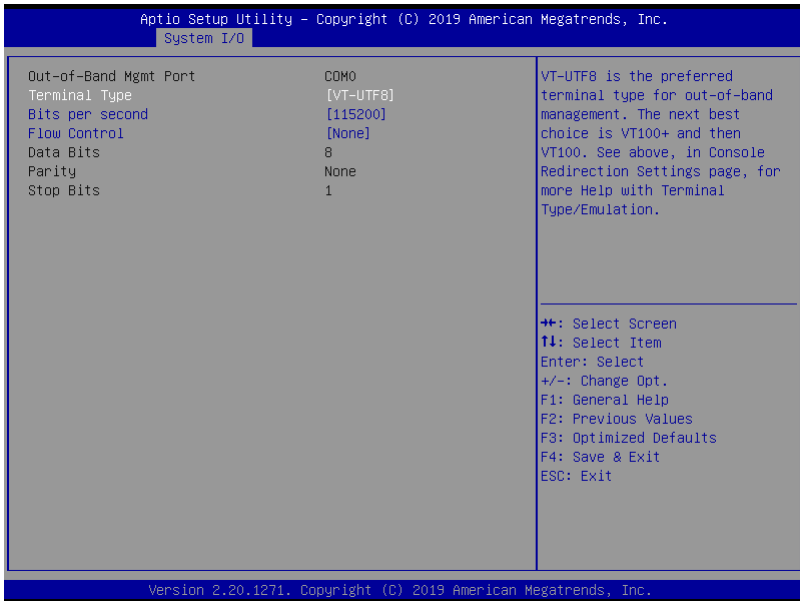 Aptio Setup Utility – Copyright (C) 2019 American Megatrends, Inc.
System I/O
Out-of-Band Mgmt Port COM0
Terminal Type [VT-UTF8]
Bits per second [115200]
Flow Control [None]
Data Bits 8
Parity None
Stop Bits 1
VT-UTF8 is the preferred
terminal type for out-of-band
management. The next best
choice is VT100+ and then
VT100. See above, in Console
Redirection Settings page, for
more Help with Terminal
Type/Emulation.
→←: Select Screen
↑↓: Select Item
Enter: Select
+/-: Change Opt.
F1: General Help
F2: Previous Values
F3: Optimized Defaults
F4: Save & Exit
ESC: Exit
Version 2.20.1271. Copyright (C) 2019 American Megatrends, Inc.